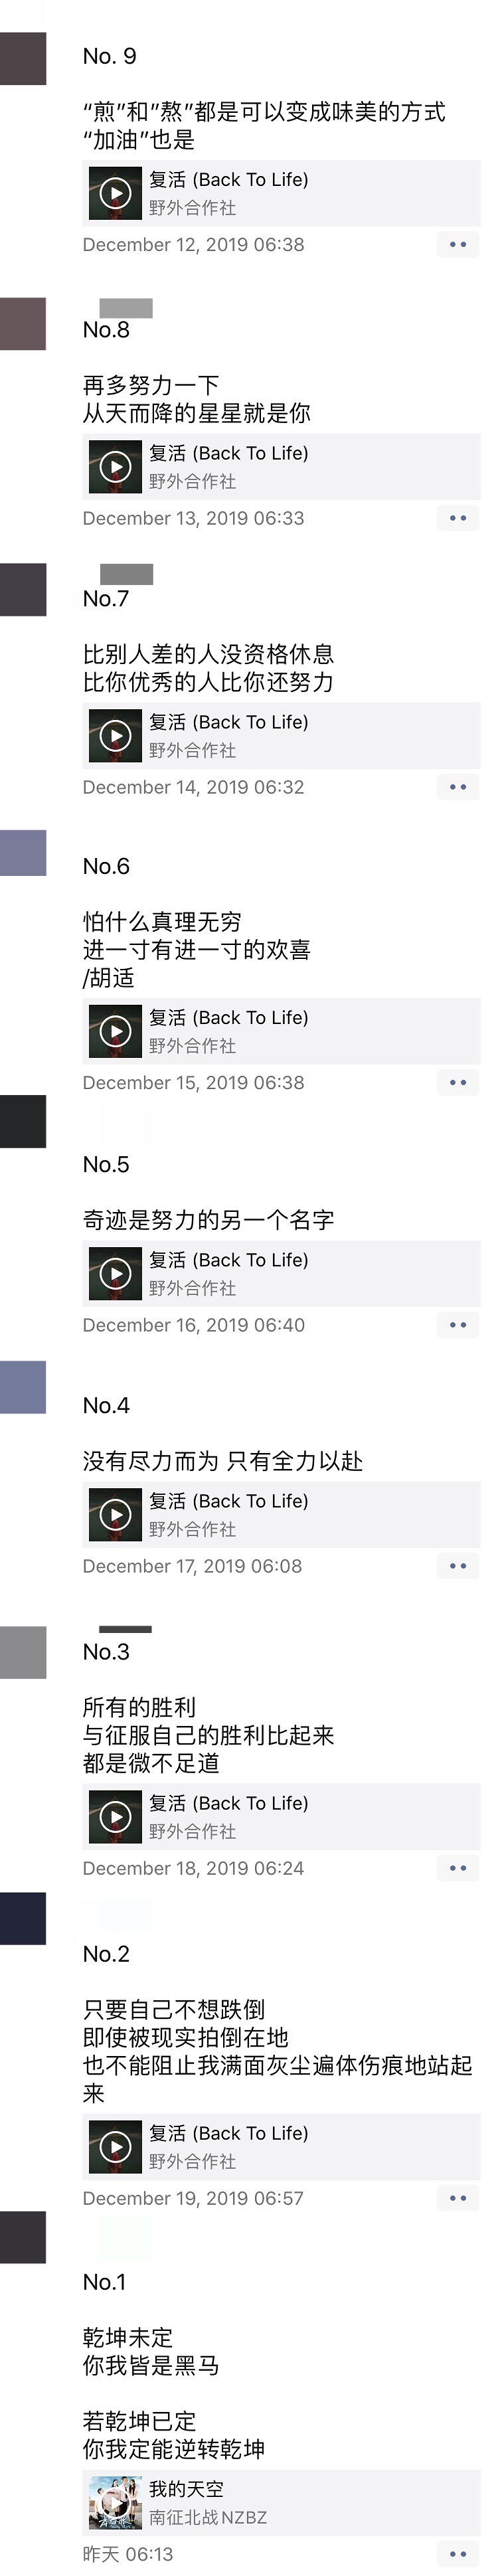 No. 9
“煎”和“熬”都是可以变成味美的方式
“加油”也是
复活 (Back To Life)
野外合作社
December 12, 2019 06:38
No.8
再多努力一下
从天而降的星星就是你
复活 (Back To Life)
野外合作社
December 13, 2019 06:33
No.7
比别人差的人没资格休息
比你优秀的人比你还努力
复活 (Back To Life)
野外合作社
December 14, 2019 06:32
No.6
怕什么真理无穷
进一寸有进一寸的欢喜
/胡适
复活 (Back To Life)
野外合作社
December 15, 2019 06:38
No.5
奇迹是努力的另一个名字
复活 (Back To Life)
野外合作社
December 16, 2019 06:40
No.4
没有尽力而为 只有全力以赴
复活 (Back To Life)
野外合作社
December 17, 2019 06:08
No.3
所有的胜利
与征服自己的胜利比起来
都是微不足道
复活 (Back To Life)
野外合作社
December 18, 2019 06:24
No.2
只要自己不想跌倒
即使被现实拍倒在地
也不能阻止我满面灰尘遍体伤痕地站起
来
复活 (Back To Life)
野外合作社
December 19, 2019 06:57
No.1
乾坤未定
你我皆是黑马
若乾坤已定
你我定能逆转乾坤
我的天空
南征北战NZBZ
昨天 06:13